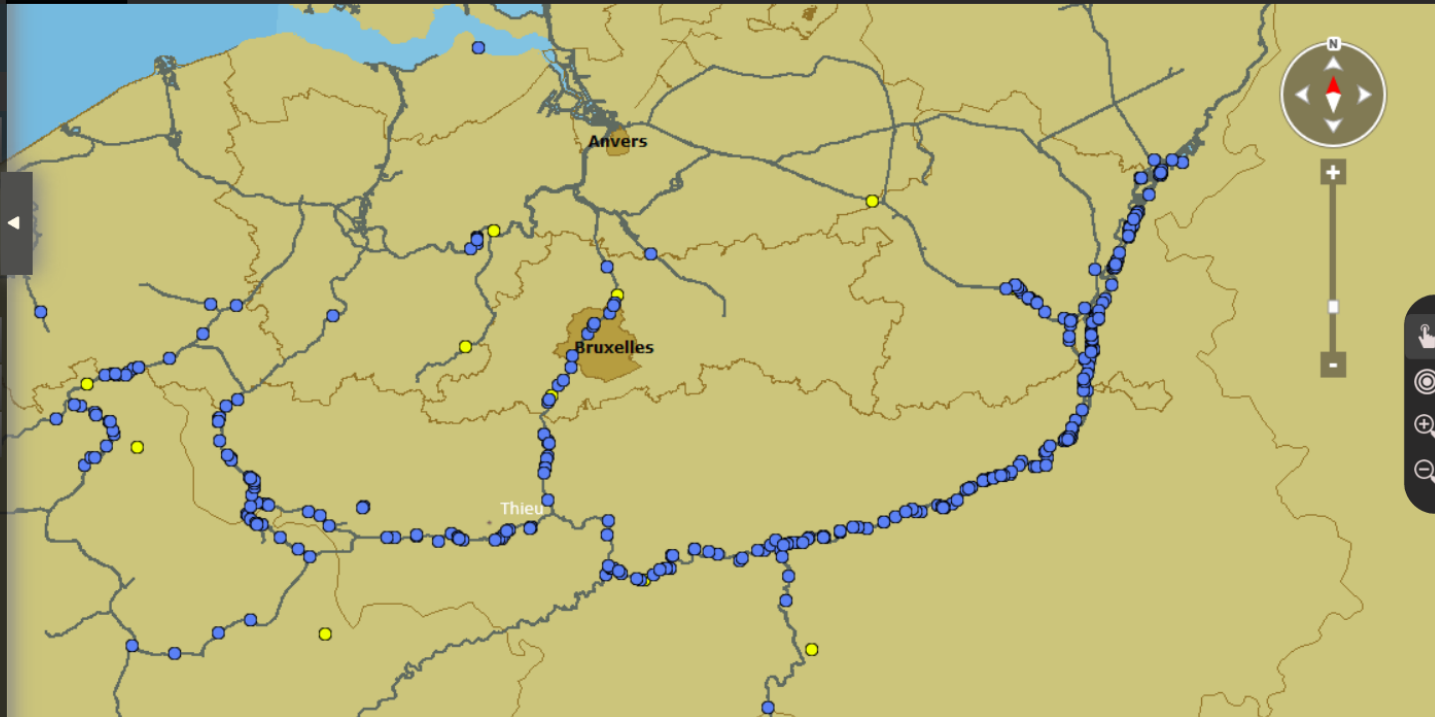 N
Anvers
+
Bruxelles
-
Thieu